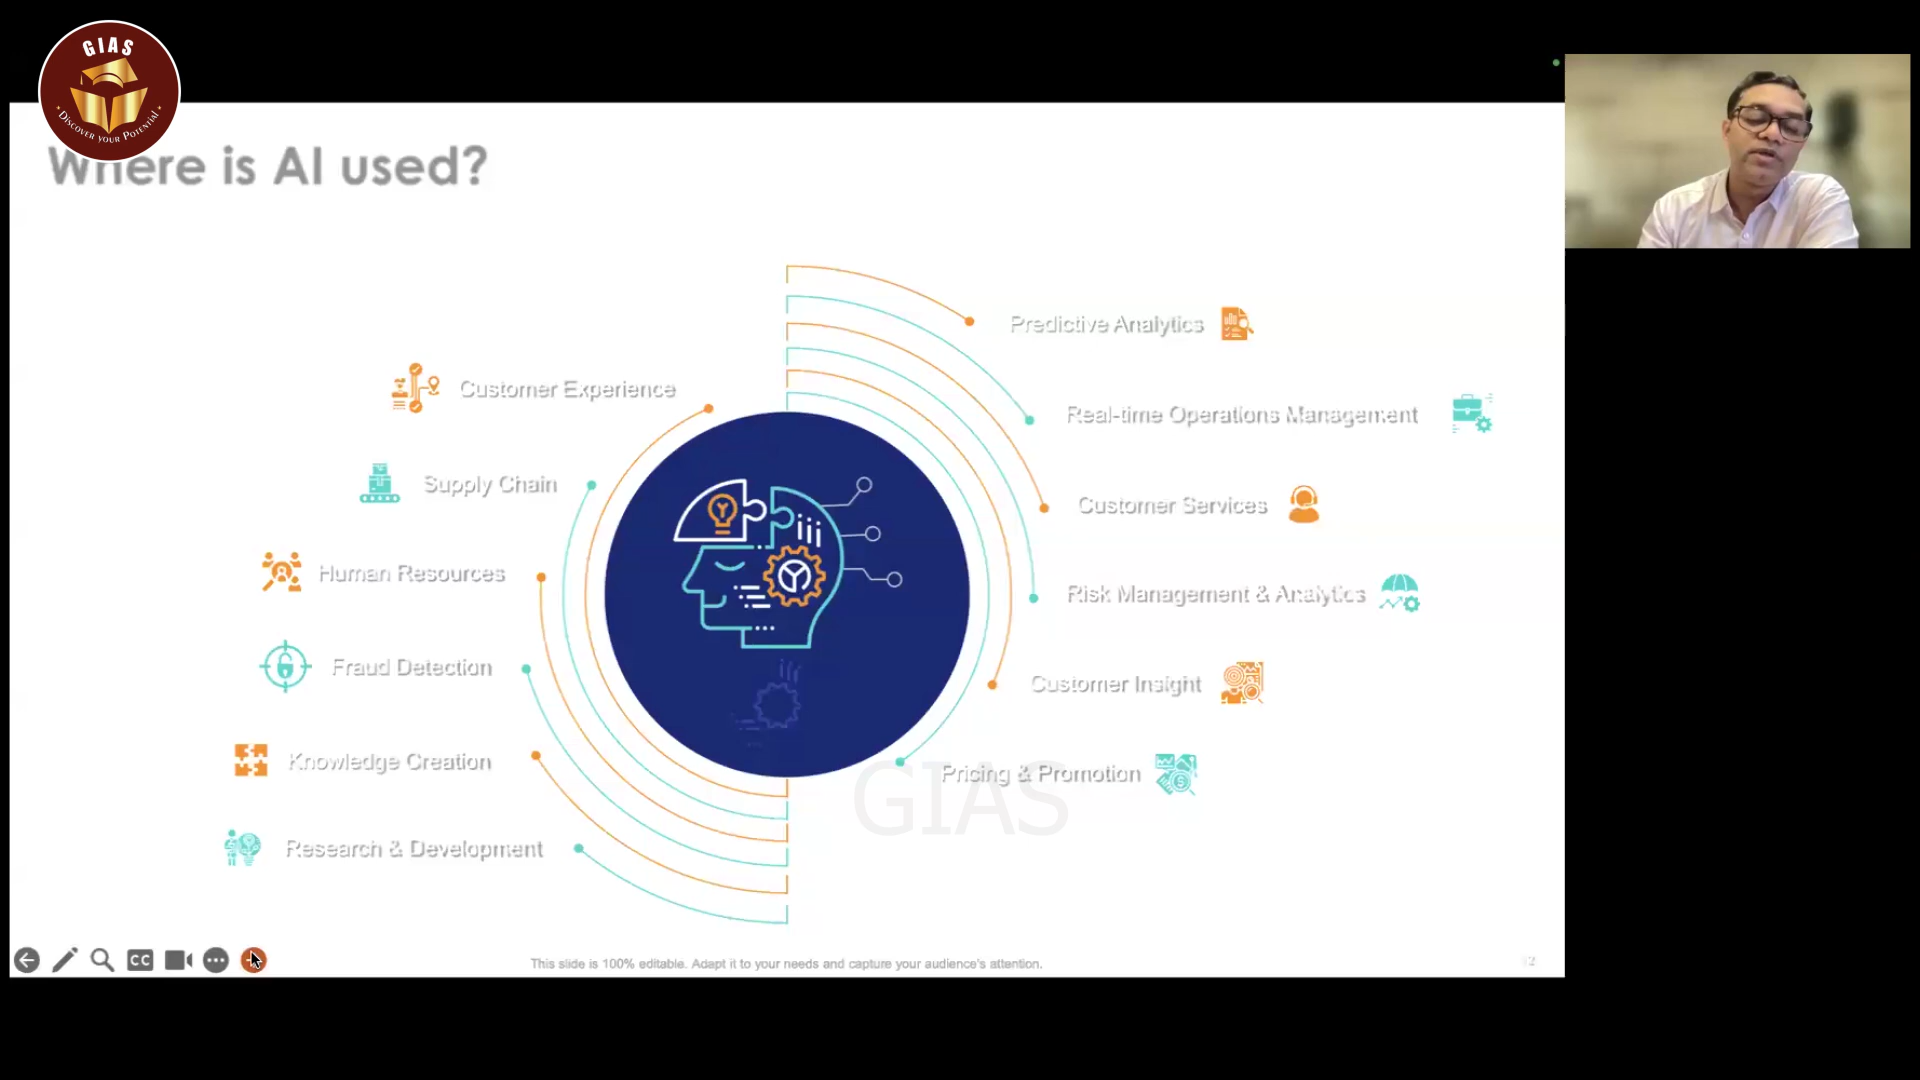 GIAS
Discover your Potential
Where is AI used?
Predictive Analytics
Customer Experience
Real-time Operations Management
Supply Chain
Customer Services
Human Resources
Risk Management & Analytics
Fraud Detection
Customer Insight
Knowledge Creation
Pricing & Promotion
GIAS
Research & Development
CC
This slide is 100% editable. Adapt it to your needs and capture your audience's attention.